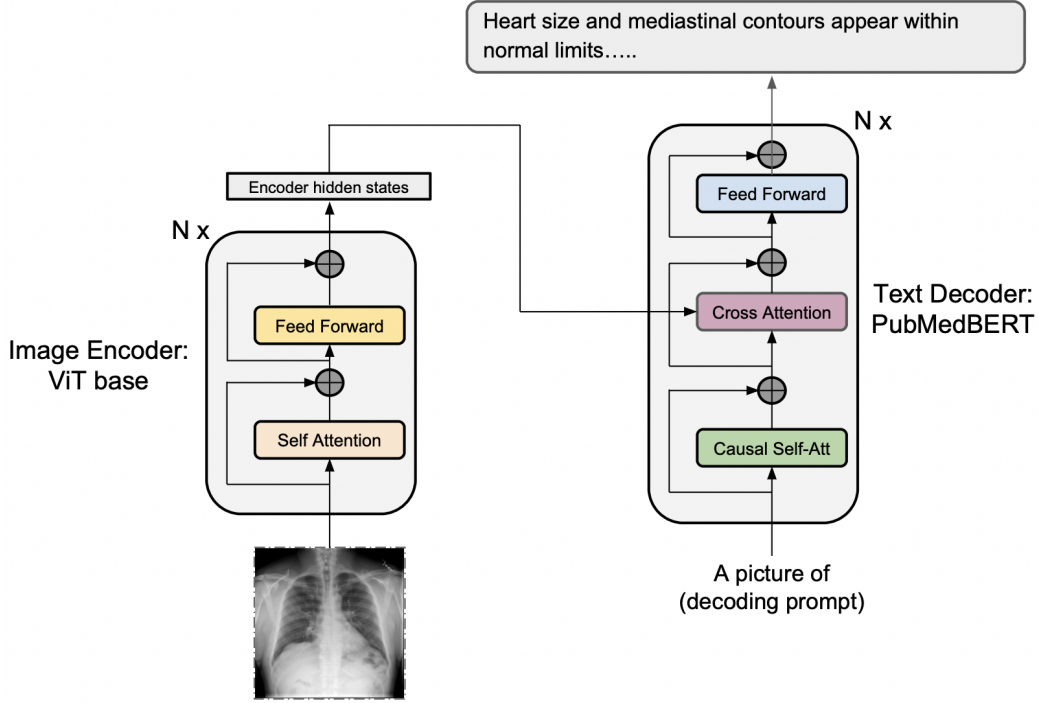 Heart size and mediastinal contours appear within
normal limits…..
N x
Encoder hidden states
Feed Forward
N x
Feed Forward
Cross Attention
Text Decoder:
PubMedBERT
Image Encoder:
ViT base
Self Attention
Causal Self-Att
A picture of
(decoding prompt)